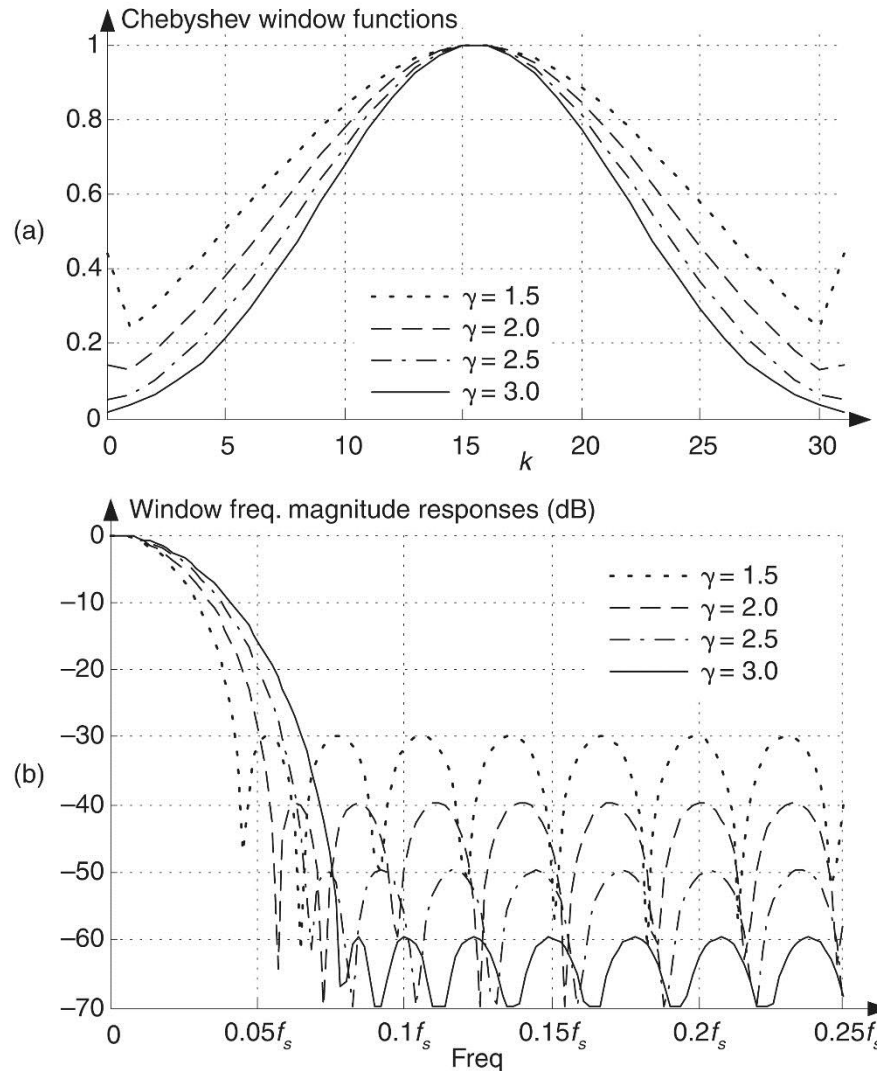 Chebyshev window functions
1
0.8
0.6
(a)
0.4
0.2
0
γ = 1.5
γ = 2.0
γ = 2.5
γ = 3.0
0 5 10 15 20 25 30
k
Window freq. magnitude responses (dB)
0
–10
–20
–30
(b)
–40
–50
–60
–70
γ = 1.5
γ = 2.0
γ = 2.5
γ = 3.0
0 0.05fs 0.1fs 0.15fs 0.2fs 0.25fs
Freq